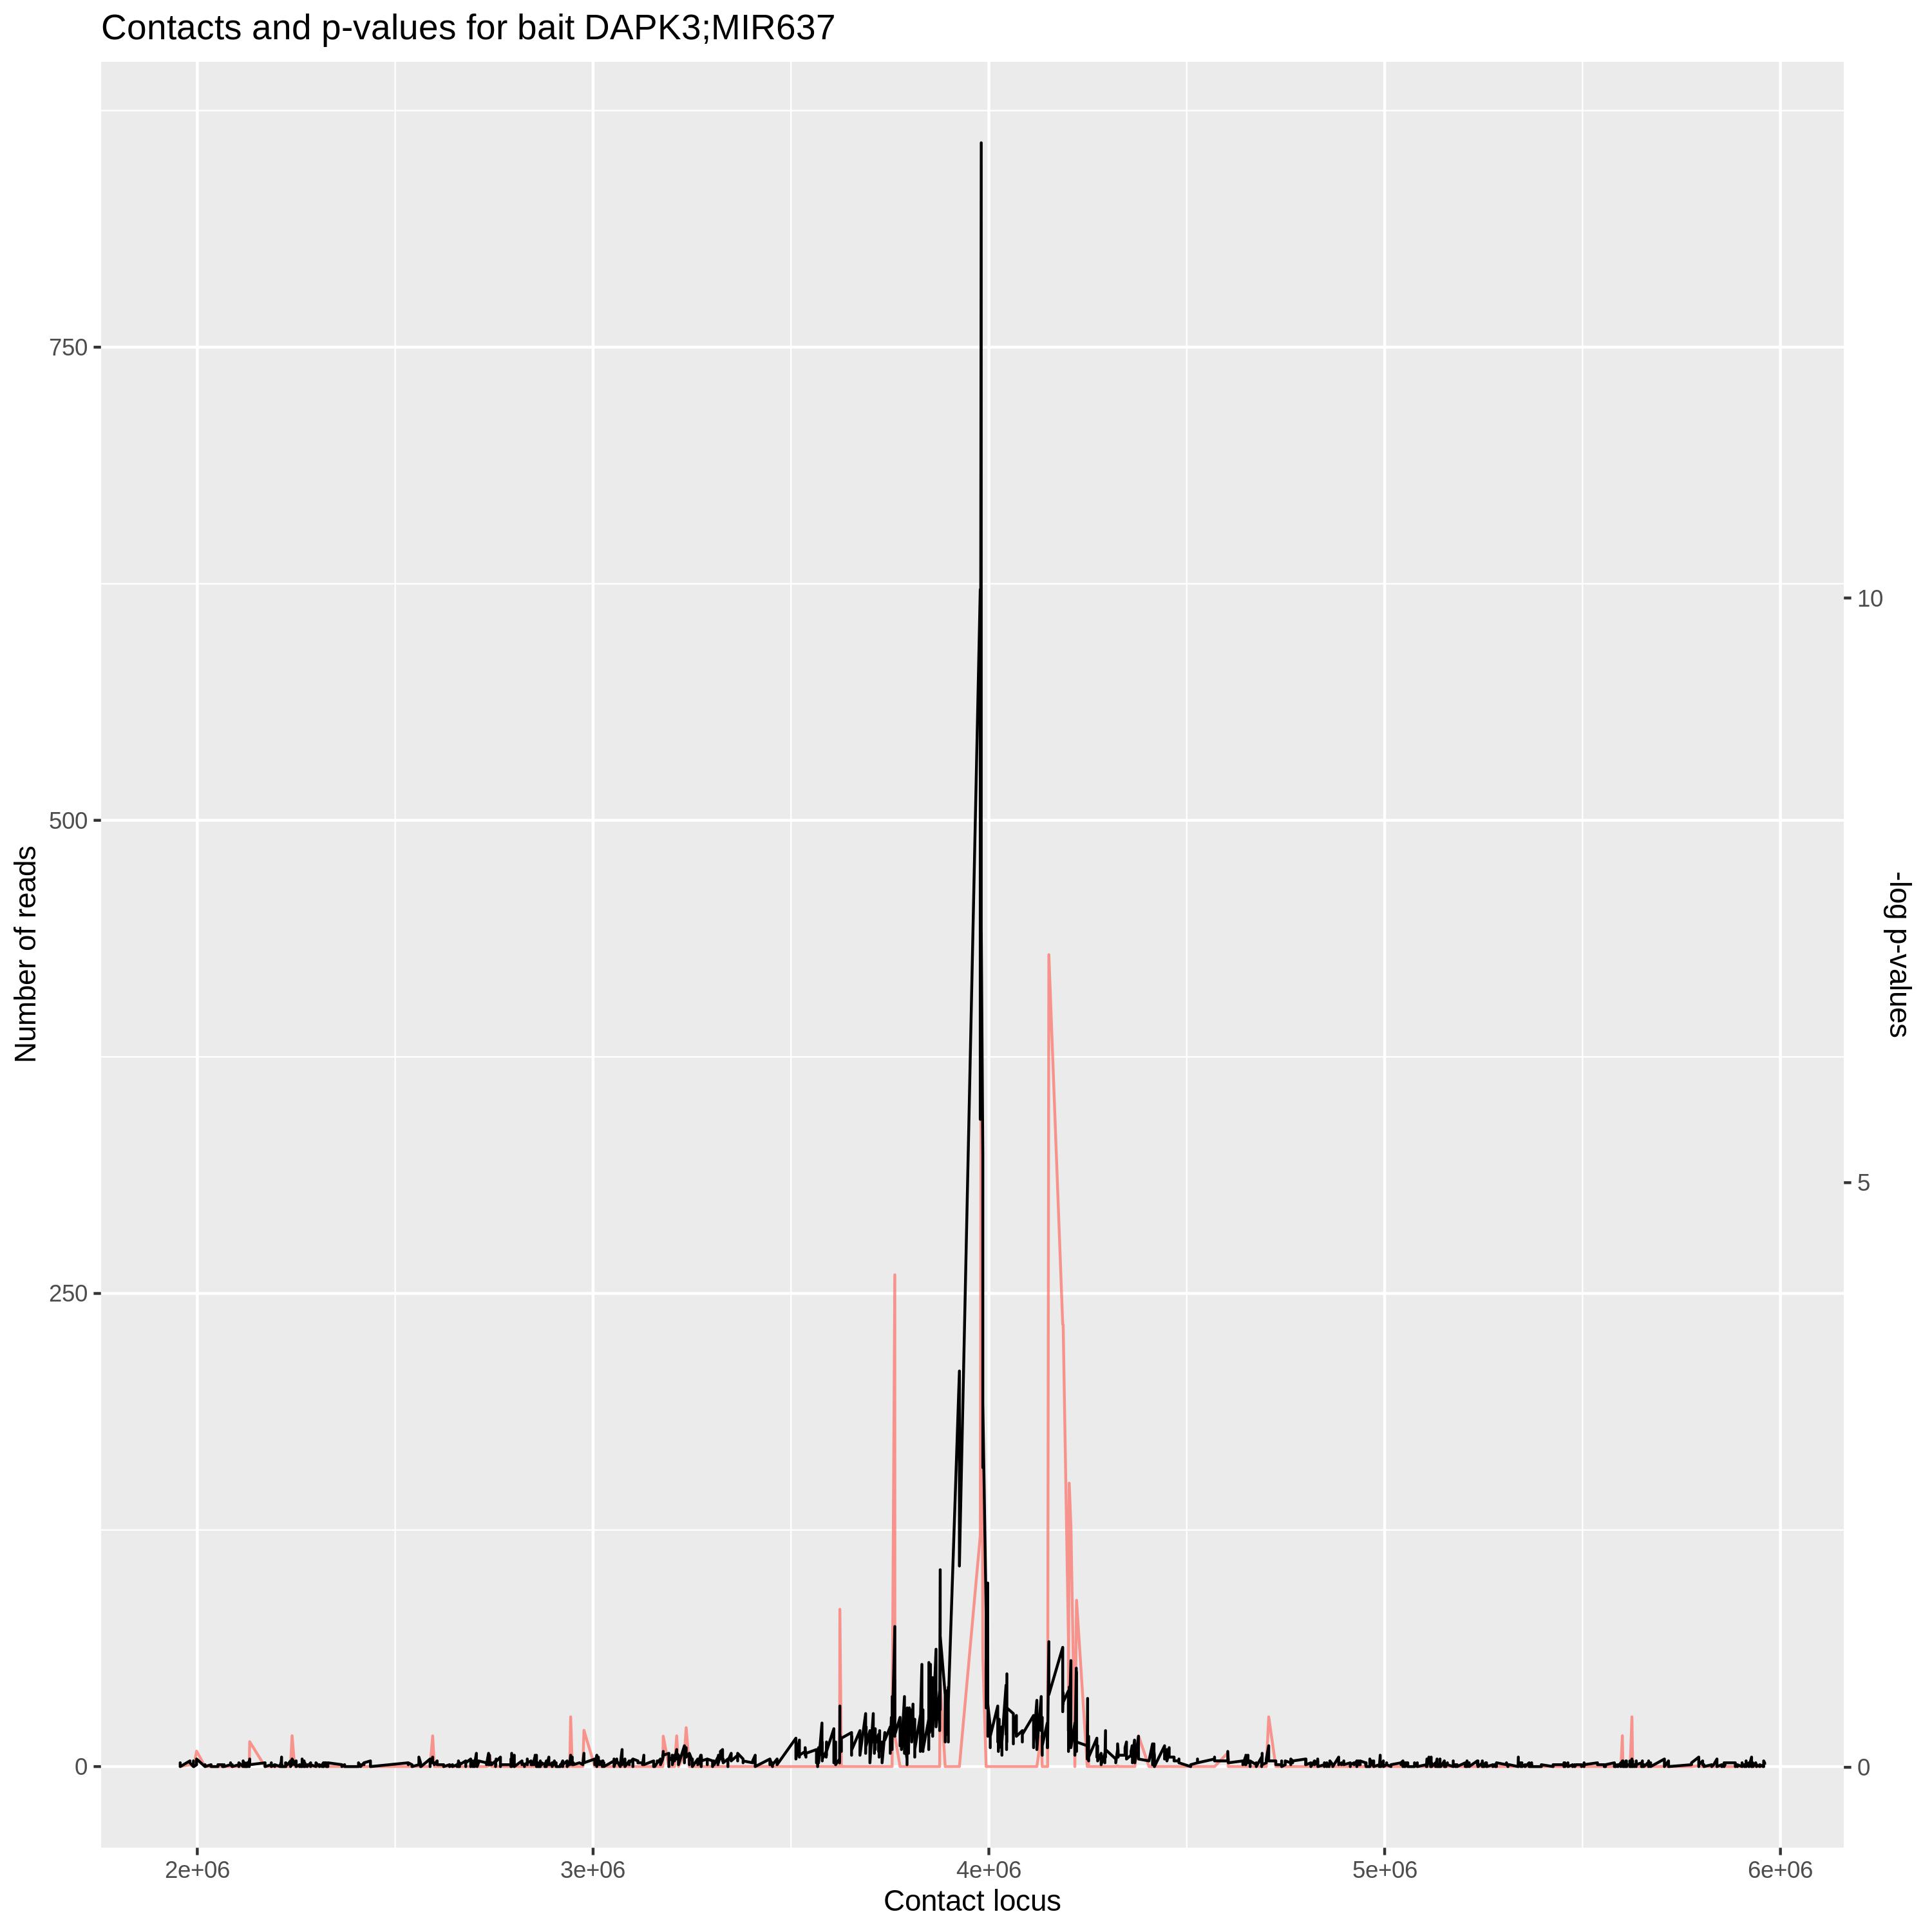 Contacts and p-values for bait DAPK3;MIR637
750
500
250
0
Number of reads
10
5
0
-log p-values
2e+06 3e+06 4e+06 5e+06 6e+06
Contact locus